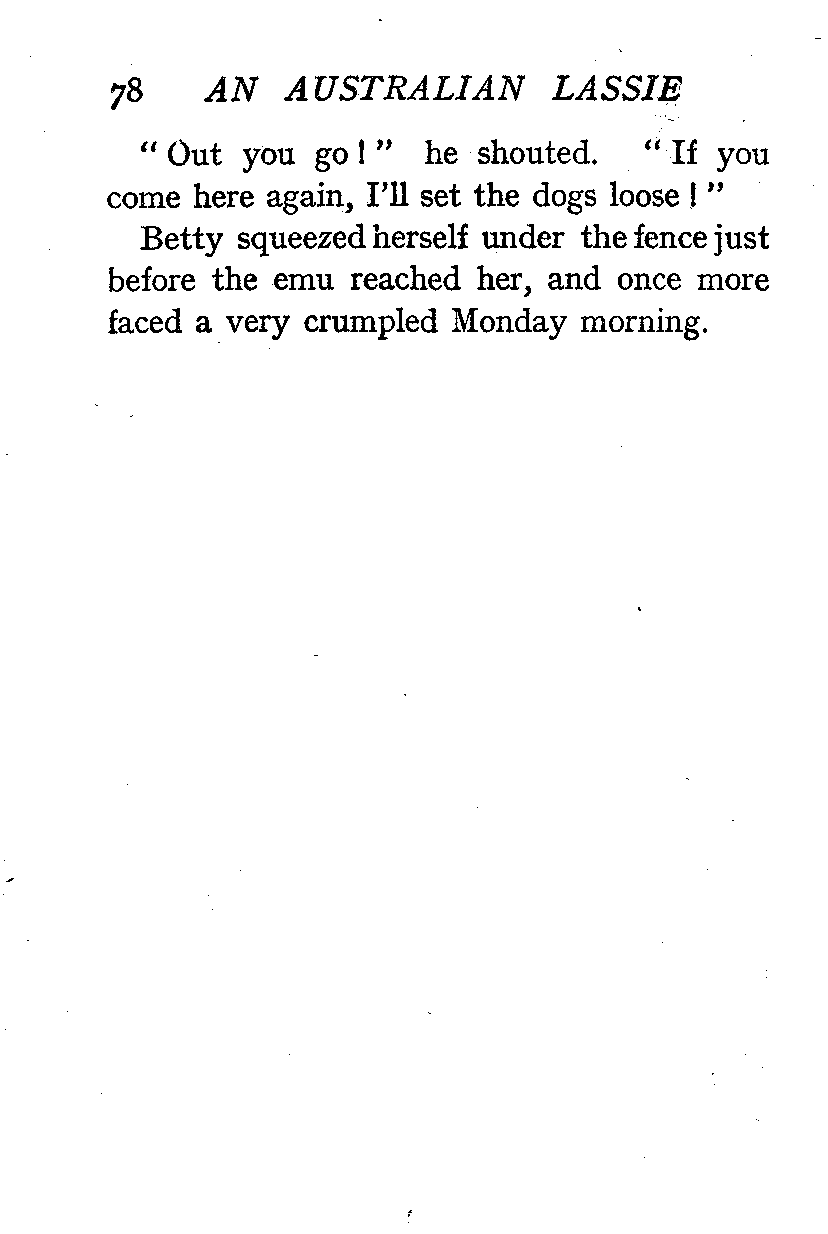 78 AN AUSTRALIAN LASSIE
“ Out you go ! ” he shouted. “ If you
come here again, I’ll set the dogs loose ! ”
Betty squeezed herself under the fence just
before the emu reached her, and once more
faced a very crumpled Monday morning.